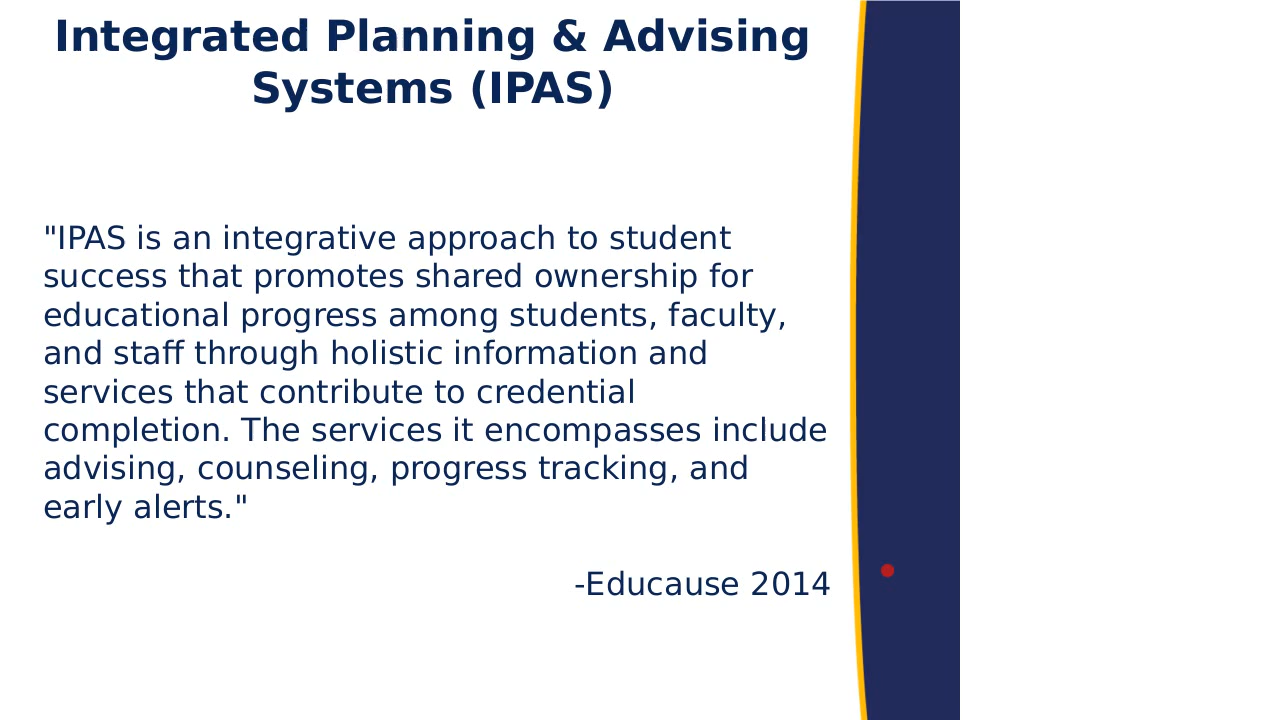 Integrated Planning & Advising
Systems (IPAS)
"IPAS is an integrative approach to student
success that promotes shared ownership for
educational progress among students, faculty,
and staff through holistic information and
services that contribute to credential
completion. The services it encompasses include
advising, counseling, progress tracking, and
early alerts."
-Educause 2014